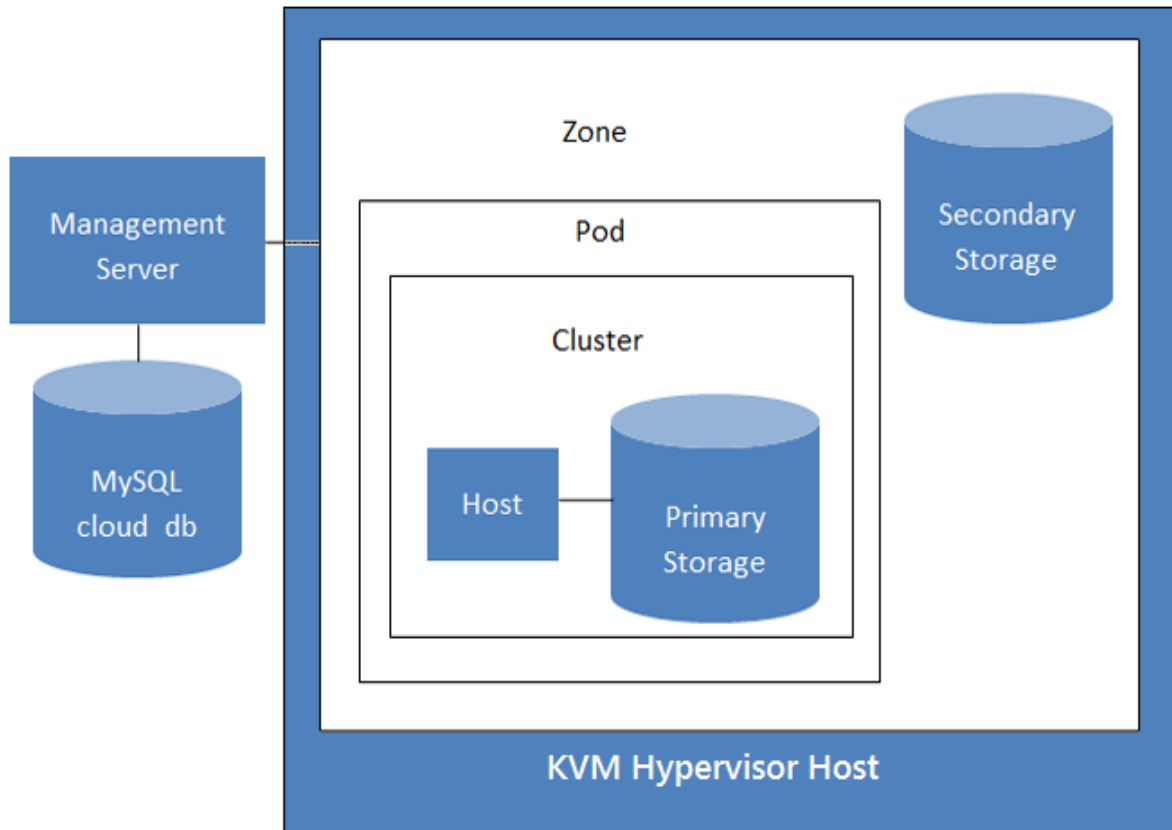 Zone
Management
Server
Pod
Secondary
Storage
Cluster
MySQL
cloud db
Host
Primary
Storage
KVM Hypervisor Host